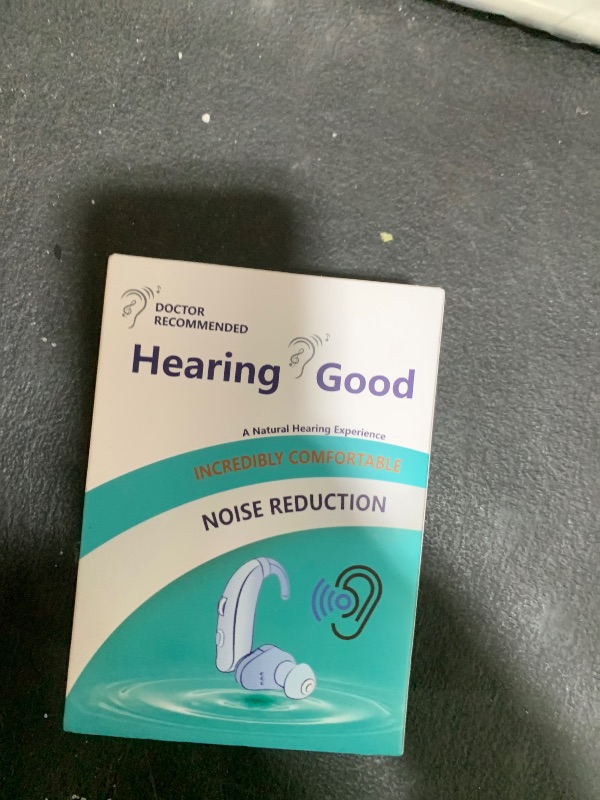 DOCTOR
RECOMMENDED
Hearing Good
A Natural Hearing Experience
INCREDIBLY COMFORTABLE
NOISE REDUCTION